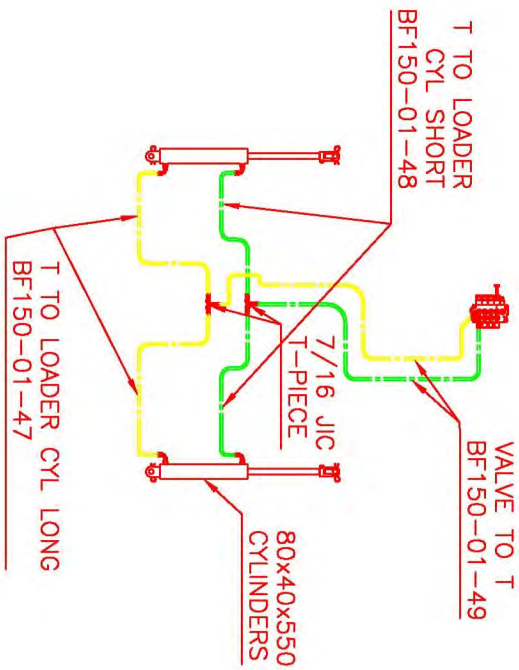 T TO LOADER
CYL SHORT
BF150-01-48
VALVE TO T
BF150-01-49
7/16 JIC
T-PIECE
80x40x550
CYLINDERS
T TO LOADER CYL LONG
BF150-01-47